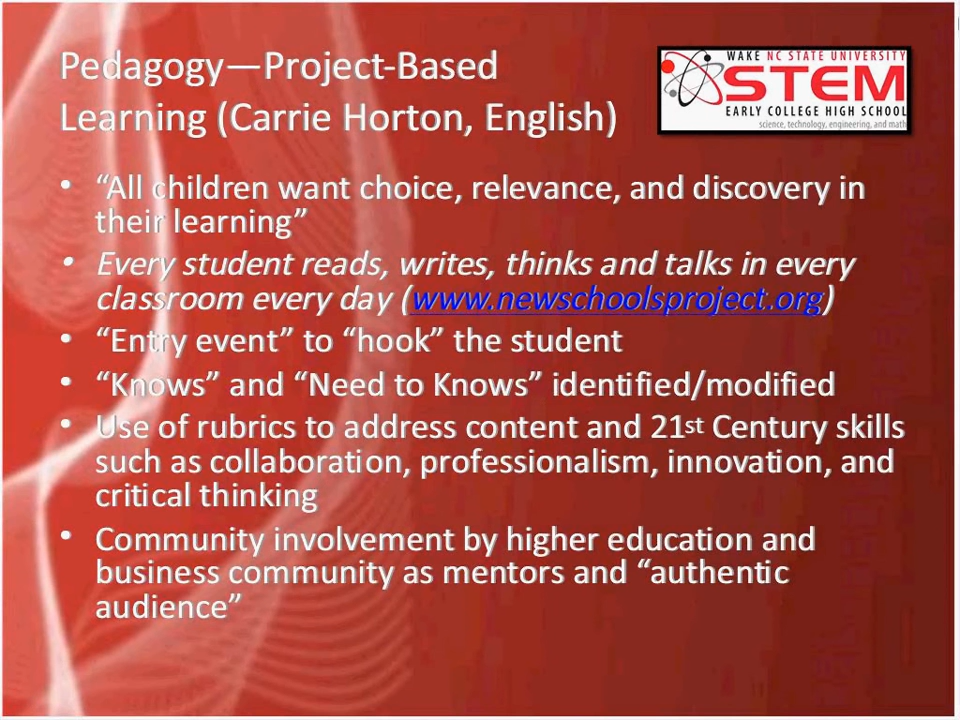 Pedagogy—Project-Based
Learning (Carrie Horton, English)
WAKE NC STATE UNIVERSITY
STEM
EARLY COLLEGE HIGH SCHOOL
science, technology, engineering, and math
• “All children want choice, relevance, and discovery in
their learning”
• Every student reads, writes, thinks and talks in every
classroom every day (www.newschoolsproject.org)
• “Entry event” to “hook” the student
• “Knows” and “Need to Knows” identified/modified
• Use of rubrics to address content and 21st Century skills
such as collaboration, professionalism, innovation, and
critical thinking
• Community involvement by higher education and
business community as mentors and “authentic
audience”